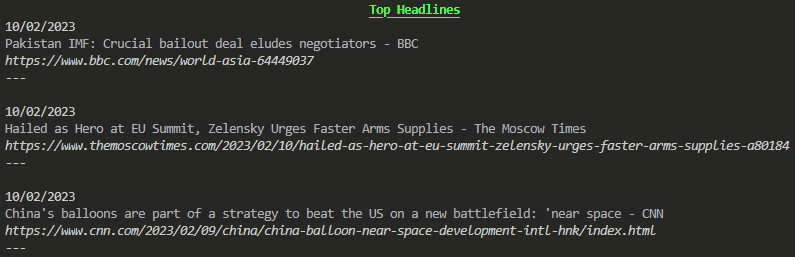 Top Headlines
10/02/2023
Pakistan IMF: Crucial bailout deal eludes negotiators - BBC
https://www.bbc.com/news/world-asia-64449037
---
10/02/2023
Hailed as Hero at EU Summit, Zelensky Urges Faster Arms Supplies - The Moscow Times
https://www.themoscowtimes.com/2023/02/10/hailed-as-hero-at-eu-summit-zelensky-urges-faster-arms-supplies-a80184
---
10/02/2023
China's balloons are part of a strategy to beat the US on a new battlefield: 'near space - CNN
https://www.cnn.com/2023/02/09/china/china-balloon-near-space-development-intl-hnk/index.html
---